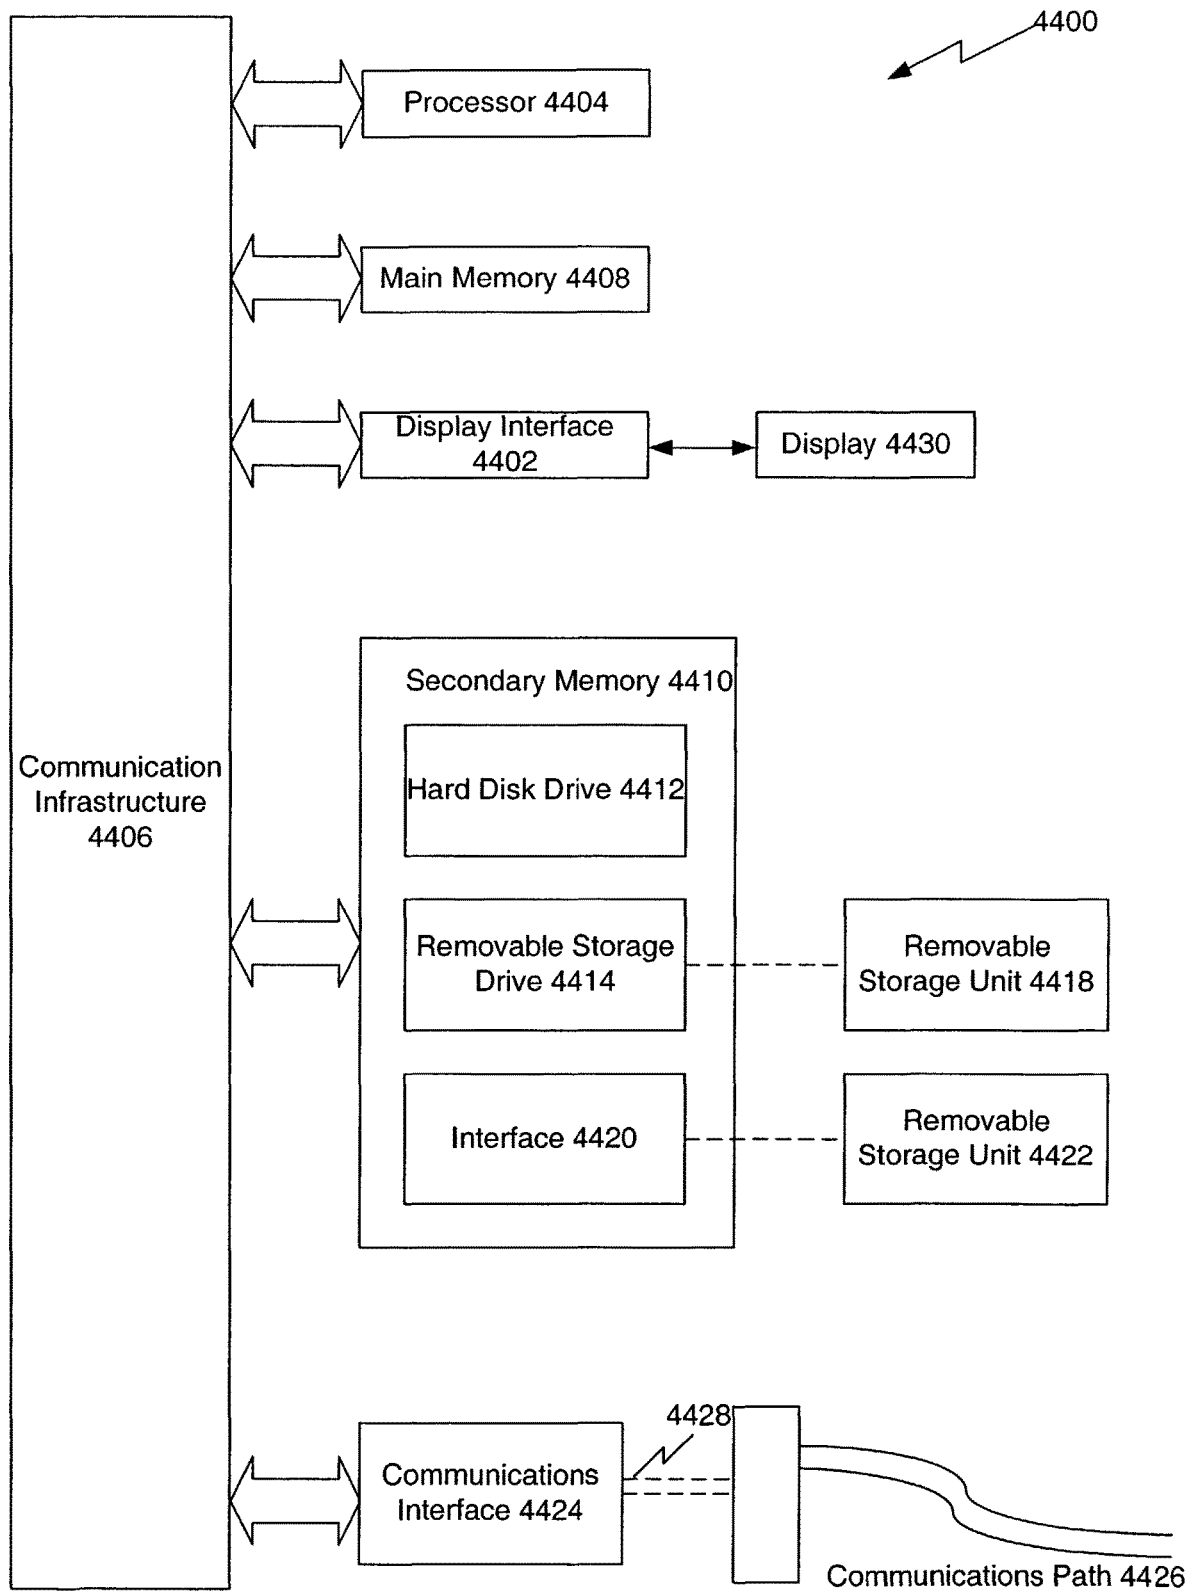 4400
Processor 4404
Main Memory 4408
Display Interface
4402
Display 4430
Secondary Memory 4410
Hard Disk Drive 4412
Communication
Infrastructure
4406
Removable Storage
Drive 4414
Removable
Storage Unit 4418
Interface 4420
Removable
Storage Unit 4422
4428
Communications
Interface 4424
Communications Path 4426